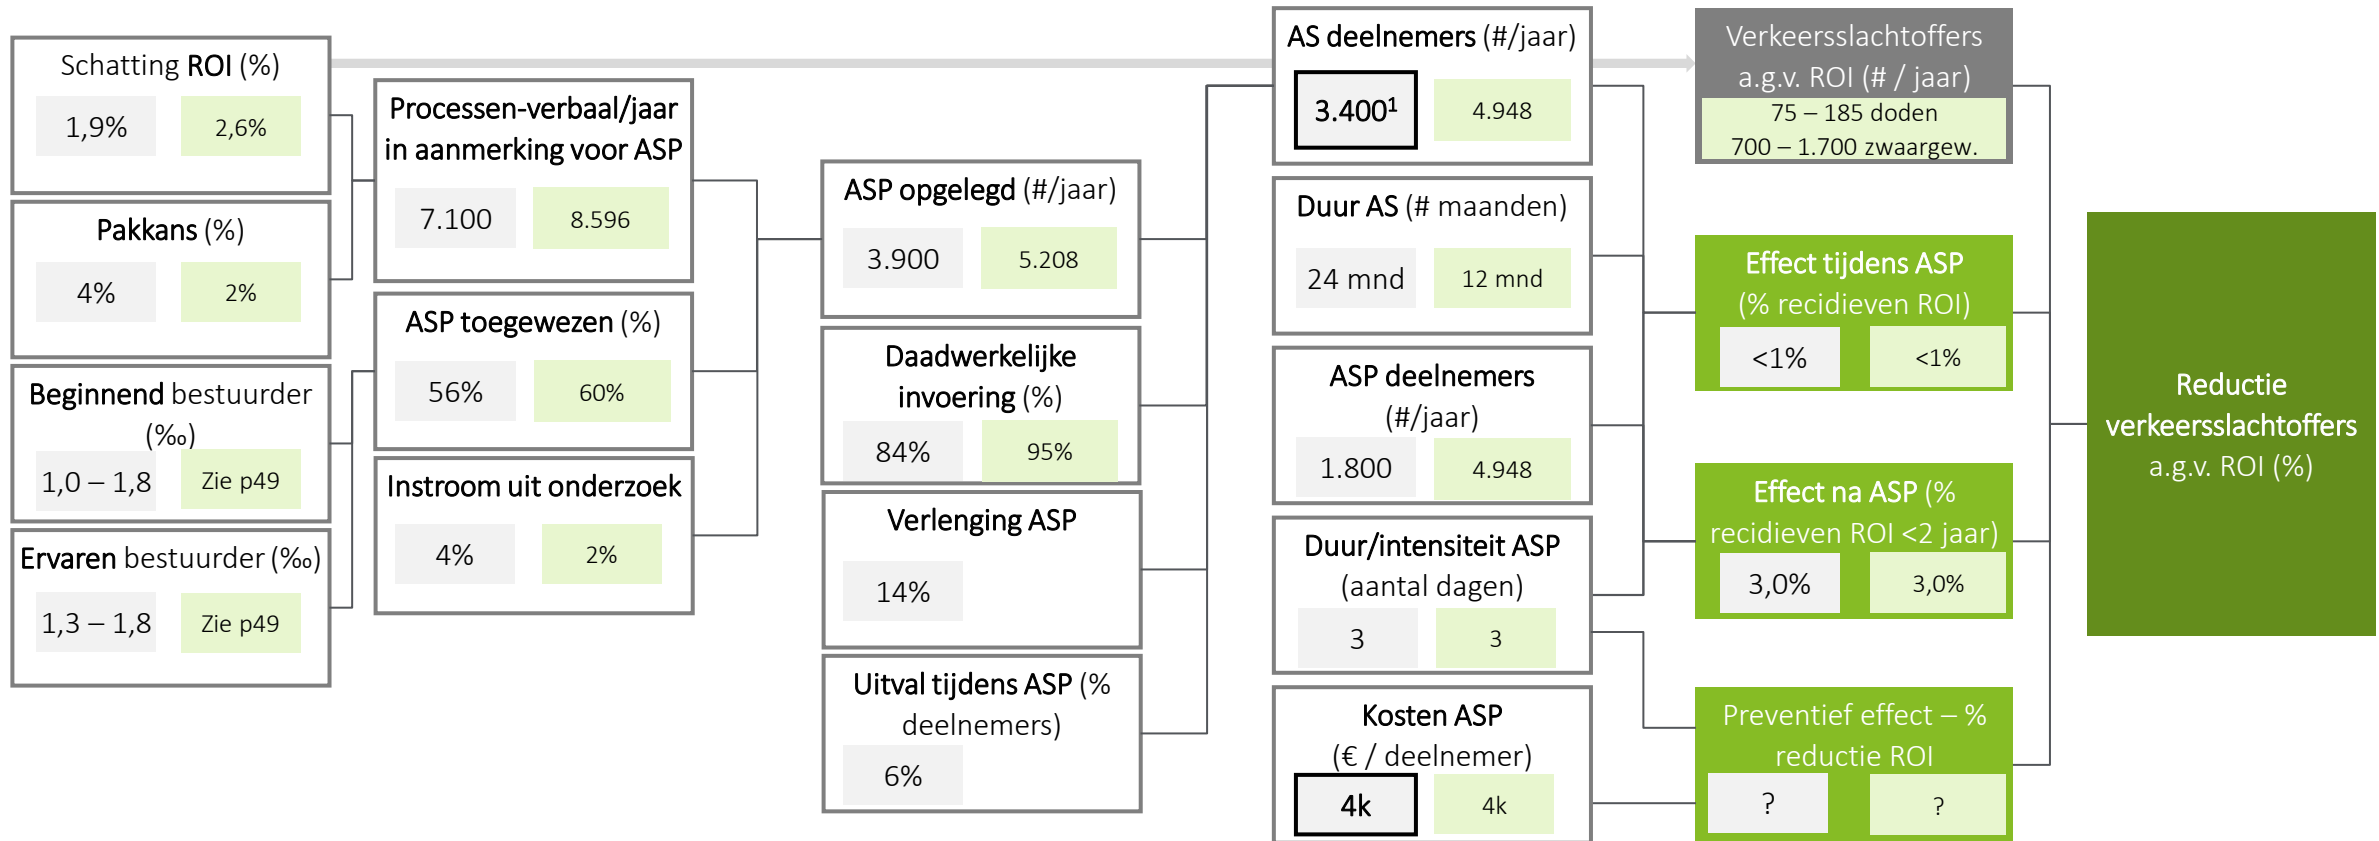 Schatting ROI (%)
1,9%
2,6%
Pakkans (%)
4%
2%
Beginnend bestuurder
(‰)
1,0 – 1,8
Zie p49
Ervaren bestuurder (‰)
1,3 – 1,8
Zie p49
Processen-verbaal/jaar
in aanmerking voor ASP
7.100
8.596
ASP toegewezen (%)
56%
60%
Instroom uit onderzoek
4%
2%
ASP opgelegd (#/jaar)
3.900
5.208
Daadwerkelijke
invoering (%)
84%
95%
Verlenging ASP
14%
Uitval tijdens ASP (%
deelnemers)
6%
AS deelnemers (#/jaar)
3.400¹
4.948
Duur AS (# maanden)
24 mnd
12 mnd
ASP deelnemers
(#/jaar)
1.800
4.948
Duur/intensiteit ASP
(aantal dagen)
3
3
Kosten ASP
(€ / deelnemer)
4k
4k
Verkeersslachtoffers
a.g.v. ROI (# / jaar)
75 – 185 doden
700 – 1.700 zwaargew.
Effect tijdens ASP
(% recidieven ROI)
<1%
<1%
Effect na ASP (%
recidieven ROI <2 jaar)
3,0%
3,0%
Preventief effect – %
reductie ROI
?
?
Reductie
verkeersslachtoffers
a.g.v. ROI (%)